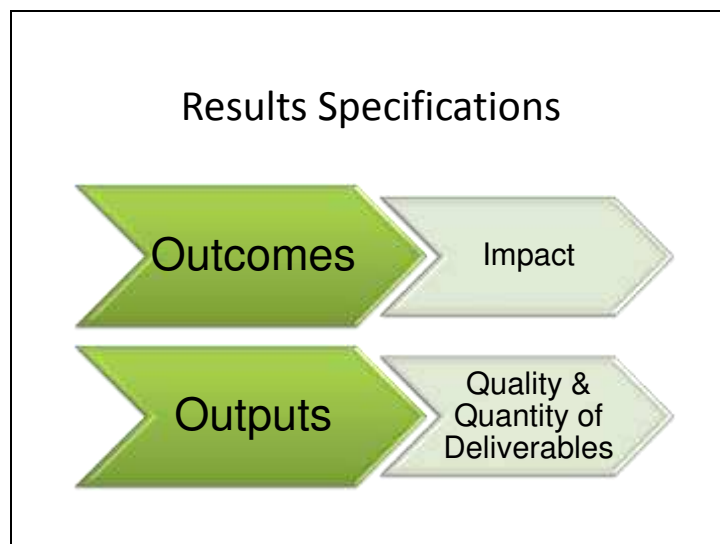 Results Specifications
Outcomes
Impact
Outputs
Quality &
Quantity of
Deliverables